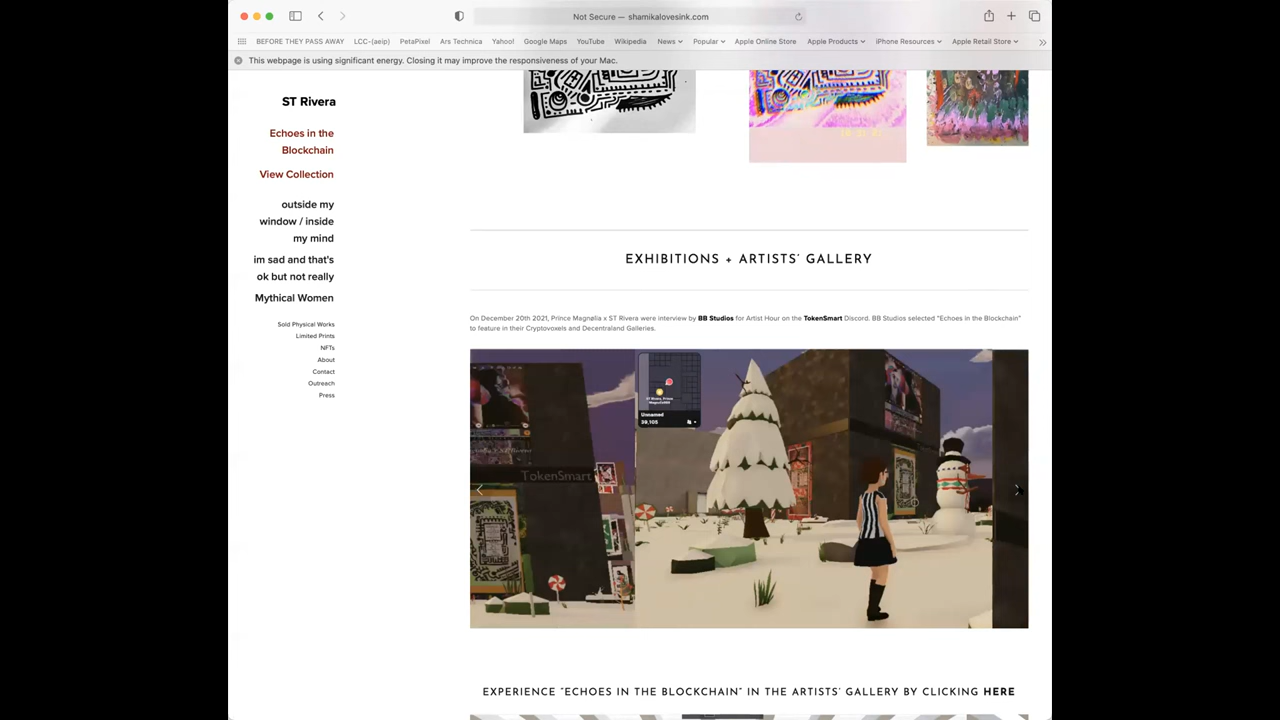 Not Secure — shamikalovesink.com
BEFORE THEY PASS AWAY LCC-(aeip) PetaPixel Ars Technica Yahoo! Google Maps YouTube Wikipedia News Popular Apple Online Store Apple Products iPhone Resources Apple Retail Store
This webpage is using significant energy. Closing it may improve the responsiveness of your Mac.
ST Rivera
Echoes in the
Blockchain
View Collection
outside my
window / inside
my mind
im sad and that's
ok but not really
Mythical Women
Sold Physical Works
Limited Prints
NFTs
About
Contact
Outreach
Press
EXHIBITIONS + ARTISTS' GALLERY
On December 20th 2021, Prince Magnølia x ST Rivera were interview by BB Studios for Artist Hour on the TokenSmart Discord. BB Studios selected "Echoes in the Blockchain"
to feature in their Cryptovoxels and Decentraland Galleries.
Unnamed
39,105
TokenSmart
EXPERIENCE "ECHOES IN THE BLOCKCHAIN" IN THE ARTISTS' GALLERY BY CLICKING HERE